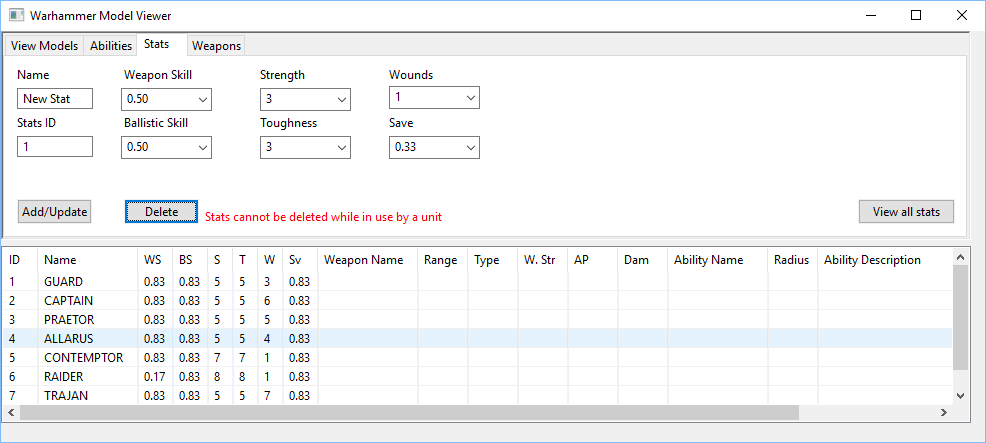 Warhammer Model Viewer
View Models Abilities Stats Weapons
Name Weapon Skill Strength Wounds
New Stat 0.50 3 1
Stats ID Ballistic Skill Toughness Save
1 0.50 3 0.33
Add/Update Delete Stats cannot be deleted while in use by a unit View all stats
ID Name WS BS S T W Sv Weapon Name Range Type W. Str AP Dam Ability Name Radius Ability Description
1 GUARD 0.83 0.83 5 5 3 0.83
2 CAPTAIN 0.83 0.83 5 5 6 0.83
3 PRAETOR 0.83 0.83 5 5 5 0.83
4 ALLARUS 0.83 0.83 5 5 4 0.83
5 CONTEMPTOR 0.83 0.83 7 7 1 0.83
6 RAIDER 0.17 0.83 8 8 1 0.83
7 TRAJAN 0.83 0.83 5 5 7 0.83